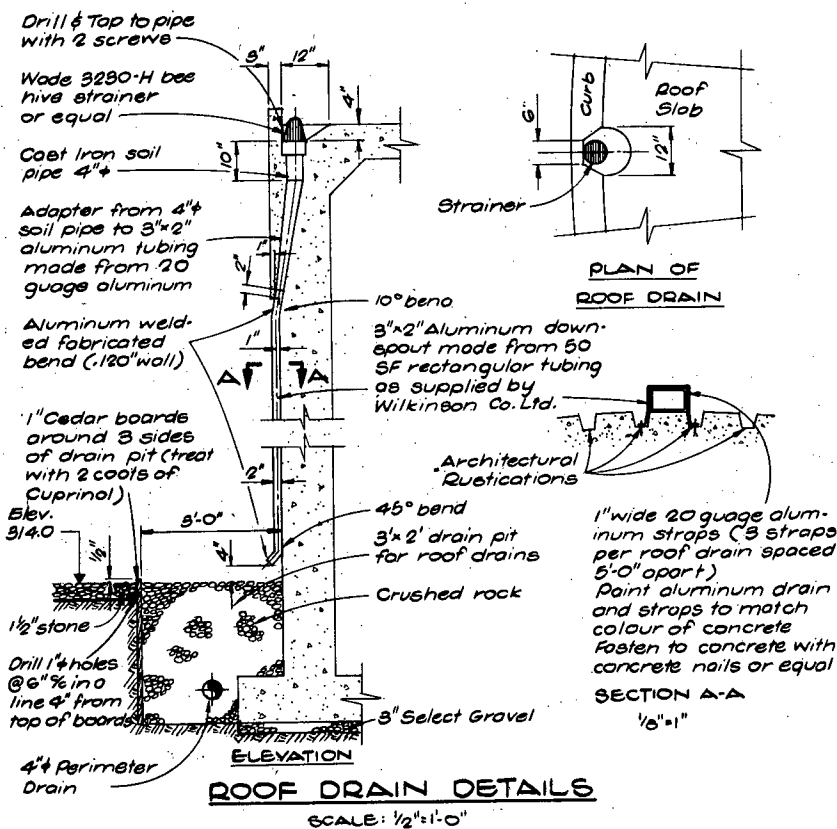 Drill & Tap to pipe
with 2 screws
Wade 3230-H bee
hive strainer
or equal
Cast Iron soil
pipe 4"φ
Adapter from 4"φ
soil pipe to 3"x2"
aluminum tubing
made from 20
guage aluminum
Aluminum weld-
ed fabricated
bend (.120" wall)
1" Cedar boards
around 3 sides
of drain pit (treat
with 2 coats of
Cuprinol)
Elev.
314.0
1½" stone
Drill 1"φ holes
@ 6" % in a
line 4" from
top of boards
4"φ Perimeter
Drain
3"
12"
4"
10"
1"
2"
1"
A
A
2"
3'-0"
½"
4"
10° bend
3"x2" Aluminum down-
spout made from 50
SF rectangular tubing
as supplied by
Wilkinson Co. Ltd.
45° bend
3'x2' drain pit
for roof drains
Crushed rock
3" Select Gravel
ELEVATION
Curb
Roof
Slab
6"
12"
Strainer
PLAN OF
ROOF DRAIN
Architectural
Rustications
1" wide 20 guage alum-
inum straps (3 straps
per roof drain spaced
5'-0" apart)
Paint aluminum drain
and straps to match
colour of concrete
Fasten to concrete with
concrete nails or equal
SECTION A-A
⅛"=1"
ROOF DRAIN DETAILS
SCALE: ½"=1'-0"